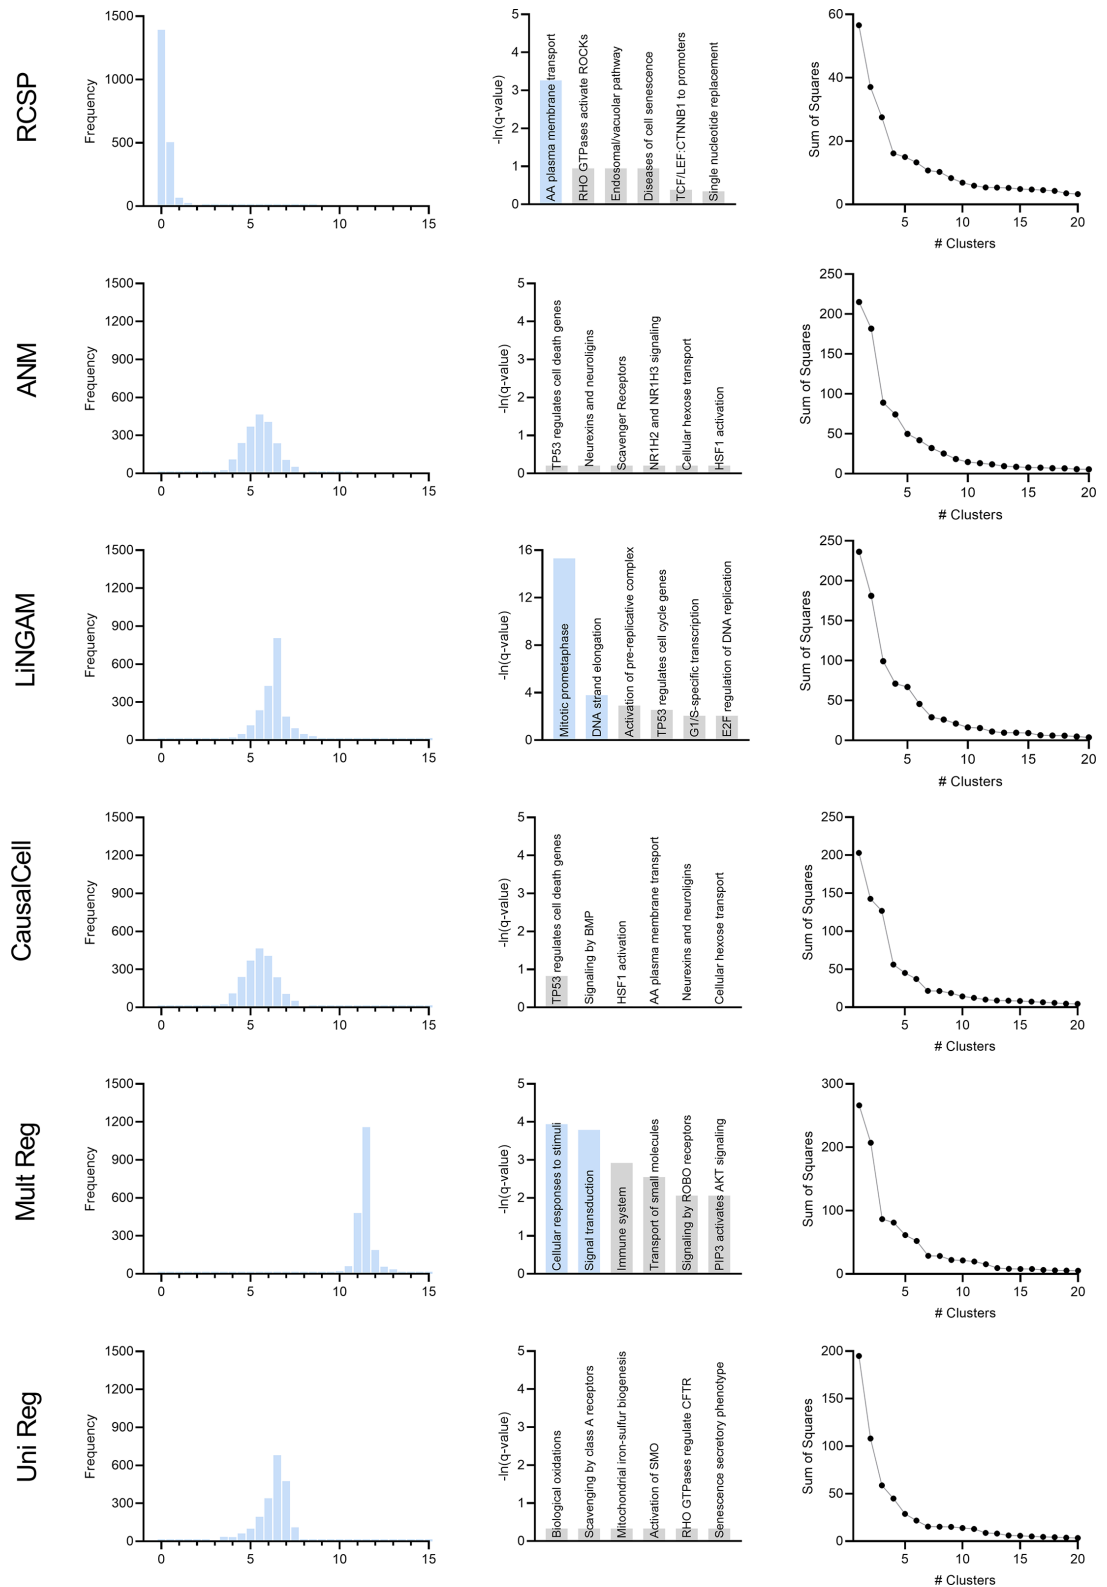 RCSP
Frequency
1500
1000
500
0
0 5 10 15
-ln(q-value)
5
4
3
2
1
0
AA plasma membrane transport
RHO GTPases activate ROCKs
Endosomal/vacuolar pathway
Diseases of cell senescence
TCF/LEF:CTNNB1 to promoters
Single nucleotide replacement
Sum of Squares
60
40
20
0
5 10 15 20
# Clusters
ANM
Frequency
1500
1200
900
600
300
0
0 5 10 15
-ln(q-value)
5
4
3
2
1
0
TP53 regulates cell death genes
Neurexins and neuroligins
Scavenger Receptors
NR1H2 and NR1H3 signaling
Cellular hexose transport
HSF1 activation
Sum of Squares
250
200
150
100
50
0
5 10 15 20
# Clusters
LiNGAM
Frequency
1500
1200
900
600
300
0
0 5 10 15
-ln(q-value)
16
12
8
4
0
Mitotic prometaphase
DNA strand elongation
Activation of pre-replicative complex
TP53 regulates cell cycle genes
G1/S-specific transcription
E2F regulation of DNA replication
Sum of Squares
250
200
150
100
50
0
5 10 15 20
# Clusters
CausalCell
Frequency
1500
1200
900
600
300
0
0 5 10 15
-ln(q-value)
5
4
3
2
1
0
TP53 regulates cell death genes
Signaling by BMP
HSF1 activation
AA plasma membrane transport
Neurexins and neuroligins
Cellular hexose transport
Sum of Squares
250
200
150
100
50
0
5 10 15 20
# Clusters
Mult Reg
Frequency
1500
1200
900
600
300
0
0 5 10 15
-ln(q-value)
5
4
3
2
1
0
Cellular responses to stimuli
Signal transduction
Immune system
Transport of small molecules
Signaling by ROBO receptors
PIP3 activates AKT signaling
Sum of Squares
300
200
100
0
5 10 15 20
# Clusters
Uni Reg
Frequency
1500
1200
900
600
300
0
0 5 10 15
-ln(q-value)
5
4
3
2
1
0
Biological oxidations
Scavenging by class A receptors
Mitochondrial iron-sulfur biogenesis
Activation of SMO
RHO GTPases regulate CFTR
Senescence secretory phenotype
Sum of Squares
200
150
100
50
0
5 10 15 20
# Clusters